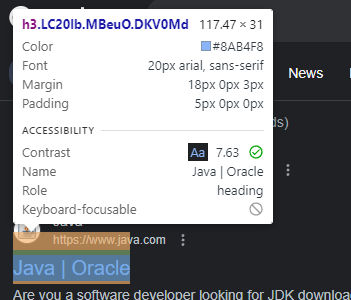 h3.LC20lb.MBeuO.DKV0Md 117.47 × 31
Color #8AB4F8
Font 20px arial, sans-serif
Margin 18px 0px 3px
Padding 5px 0px 0px
ACCESSIBILITY
Contrast Aa 7.63
Name Java | Oracle
Role heading
Keyboard-focusable
News
ds)
https://www.java.com
Java | Oracle
Are you a software developer looking for JDK downloa